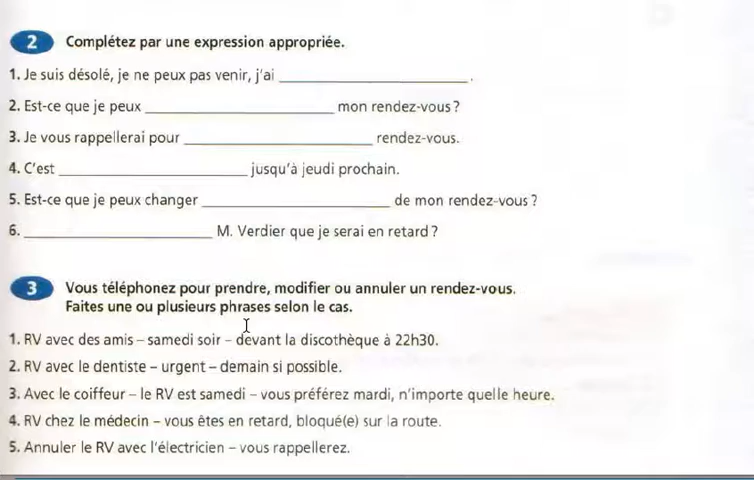 2 Complétez par une expression appropriée.
1. Je suis désolé, je ne peux pas venir, j'ai ______________________.
2. Est-ce que je peux ______________________ mon rendez-vous ?
3. Je vous rappellerai pour ______________________ rendez-vous.
4. C'est ______________________ jusqu'à jeudi prochain.
5. Est-ce que je peux changer ______________________ de mon rendez-vous ?
6. ______________________ M. Verdier que je serai en retard ?
3 Vous téléphonez pour prendre, modifier ou annuler un rendez-vous.
Faites une ou plusieurs phrases selon le cas.
1. RV avec des amis – samedi soir – devant la discothèque à 22h30.
2. RV avec le dentiste – urgent – demain si possible.
3. Avec le coiffeur – le RV est samedi – vous préférez mardi, n'importe quelle heure.
4. RV chez le médecin – vous êtes en retard, bloqué(e) sur la route.
5. Annuler le RV avec l'électricien – vous rappellerez.